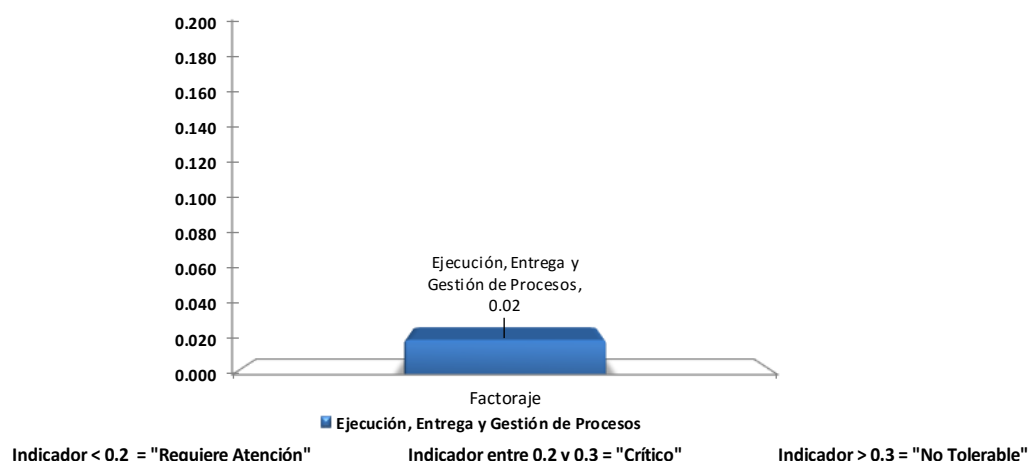 0.200
0.180
0.160
0.140
0.120
0.100
0.080
0.060
0.040
0.020
0.000
Ejecución, Entrega y
Gestión de Procesos,
0.02
Factoraje
Ejecución, Entrega y Gestión de Procesos
Indicador < 0.2 = "Requiere Atención" Indicador entre 0.2 y 0.3 = "Crítico" Indicador > 0.3 = "No Tolerable"